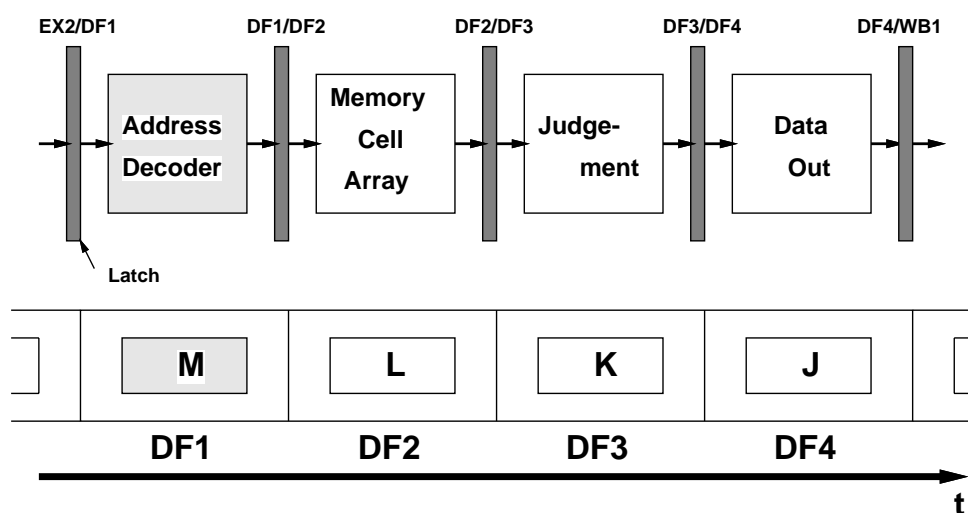 EX2/DF1 DF1/DF2 DF2/DF3 DF3/DF4 DF4/WB1
Address
Decoder
Memory
Cell
Array
Judge-
ment
Data
Out
Latch
M L K J
DF1 DF2 DF3 DF4
t